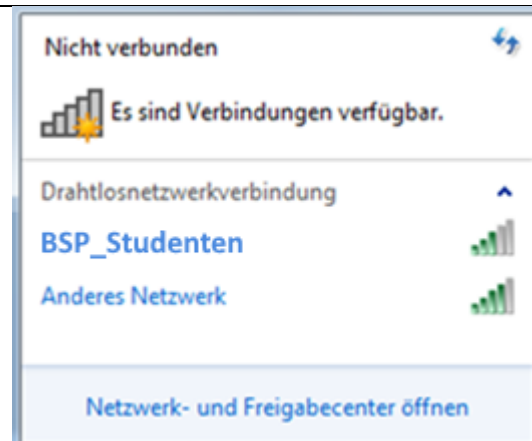 Nicht verbunden
Es sind Verbindungen verfügbar.
Drahtlosnetzwerkverbindung
BSP_Studenten
Anderes Netzwerk
Netzwerk- und Freigabecenter öffnen